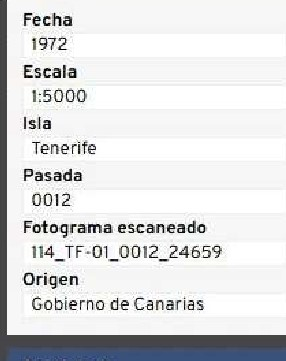 Fecha
1972
Escala
1:5000
Isla
Tenerife
Pasada
0012
Fotograma escaneado
114_TF-01_0012_24659
Origen
Gobierno de Canarias